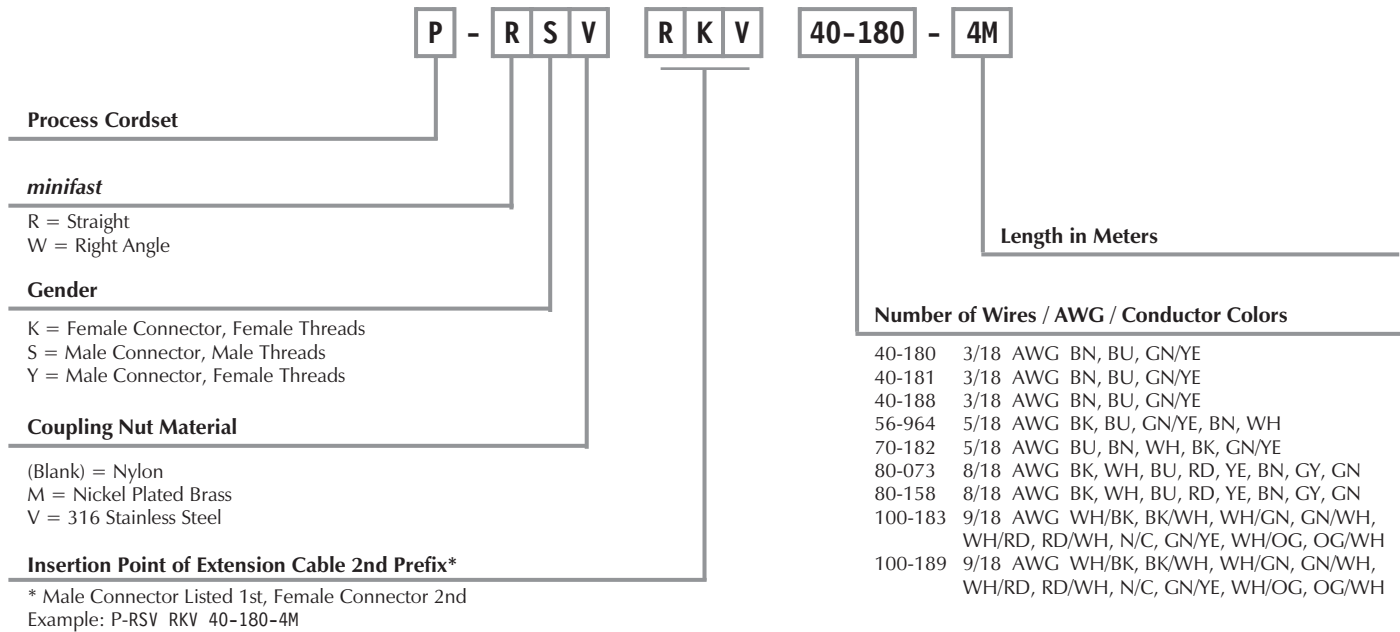 P - R S V R K V 40-180 - 4M
Process Cordset
minifast
R = Straight
W = Right Angle
Gender
K = Female Connector, Female Threads
S = Male Connector, Male Threads
Y = Male Connector, Female Threads
Coupling Nut Material
(Blank) = Nylon
M = Nickel Plated Brass
V = 316 Stainless Steel
Insertion Point of Extension Cable 2nd Prefix*
* Male Connector Listed 1st, Female Connector 2nd
Example: P-RSV RKV 40-180-4M
Length in Meters
Number of Wires / AWG / Conductor Colors
40-180 3/18 AWG BN, BU, GN/YE
40-181 3/18 AWG BN, BU, GN/YE
40-188 3/18 AWG BN, BU, GN/YE
56-964 5/18 AWG BK, BU, GN/YE, BN, WH
70-182 5/18 AWG BU, BN, WH, BK, GN/YE
80-073 8/18 AWG BK, WH, BU, RD, YE, BN, GY, GN
80-158 8/18 AWG BK, WH, BU, RD, YE, BN, GY, GN
100-183 9/18 AWG WH/BK, BK/WH, WH/GN, GN/WH,
WH/RD, RD/WH, N/C, GN/YE, WH/OG, OG/WH
100-189 9/18 AWG WH/BK, BK/WH, WH/GN, GN/WH,
WH/RD, RD/WH, N/C, GN/YE, WH/OG, OG/WH